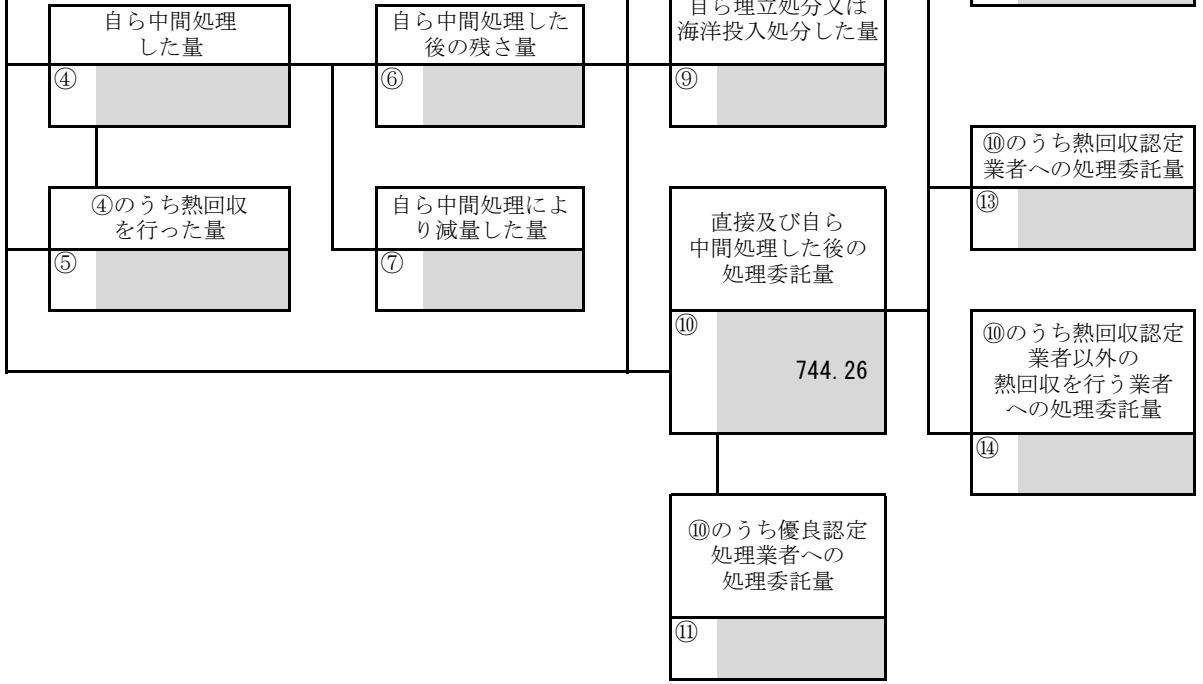 自ら中間処理
した量
④
自ら中間処理した
後の残さ量
⑥
自ら埋立処分又は
海洋投入処分した量
⑨
⑩のうち熱回収認定
業者への処理委託量
⑬
④のうち熱回収
を行った量
⑤
自ら中間処理によ
り減量した量
⑦
直接及び自ら
中間処理した後の
処理委託量
⑩
744.26
⑩のうち熱回収認定
業者以外の
熱回収を行う業者
への処理委託量
⑭
⑩のうち優良認定
処理業者への
処理委託量
⑪